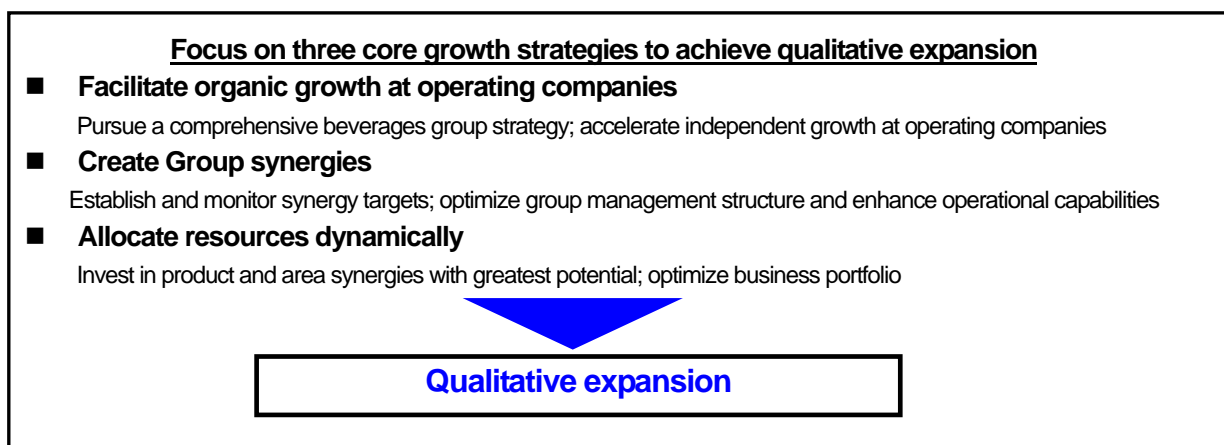 Focus on three core growth strategies to achieve qualitative expansion
■ Facilitate organic growth at operating companies
Pursue a comprehensive beverages group strategy; accelerate independent growth at operating companies
■ Create Group synergies
Establish and monitor synergy targets; optimize group management structure and enhance operational capabilities
■ Allocate resources dynamically
Invest in product and area synergies with greatest potential; optimize business portfolio
Qualitative expansion